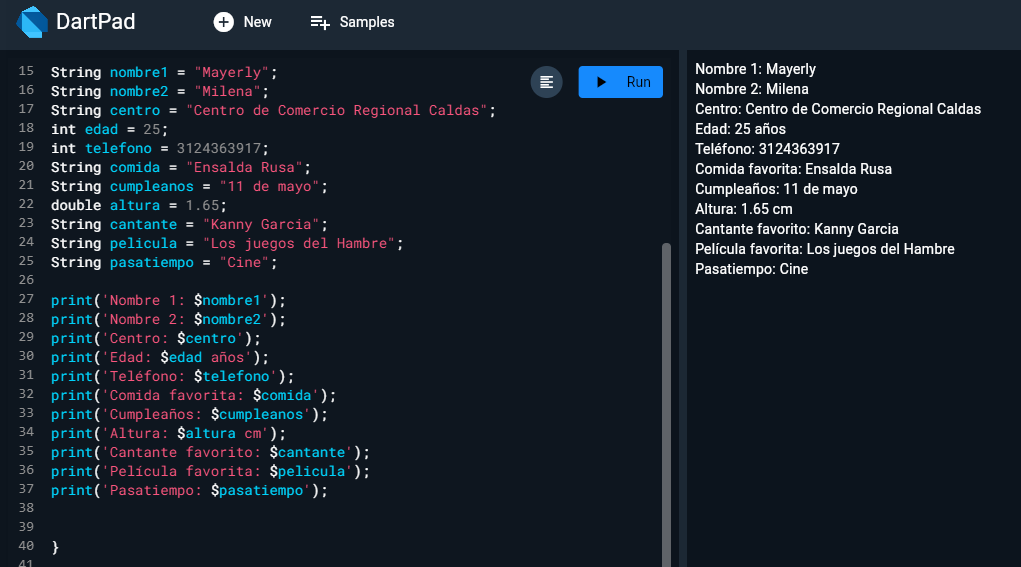 DartPad
New
Samples
15 String nombre1 = "Mayerly";
16 String nombre2 = "Milena";
17 String centro = "Centro de Comercio Regional Caldas";
18 int edad = 25;
19 int telefono = 3124363917;
20 String comida = "Ensalda Rusa";
21 String cumpleanos = "11 de mayo";
22 double altura = 1.65;
23 String cantante = "Kanny Garcia";
24 String pelicula = "Los juegos del Hambre";
25 String pasatiempo = "Cine";
26
27 print('Nombre 1: $nombre1');
28 print('Nombre 2: $nombre2');
29 print('Centro: $centro');
30 print('Edad: $edad años');
31 print('Teléfono: $telefono');
32 print('Comida favorita: $comida');
33 print('Cumpleaños: $cumpleanos');
34 print('Altura: $altura cm');
35 print('Cantante favorito: $cantante');
36 print('Película favorita: $pelicula');
37 print('Pasatiempo: $pasatiempo');
38
39
40 }
41
Run
Nombre 1: Mayerly
Nombre 2: Milena
Centro: Centro de Comercio Regional Caldas
Edad: 25 años
Teléfono: 3124363917
Comida favorita: Ensalda Rusa
Cumpleaños: 11 de mayo
Altura: 1.65 cm
Cantante favorito: Kanny Garcia
Película favorita: Los juegos del Hambre
Pasatiempo: Cine